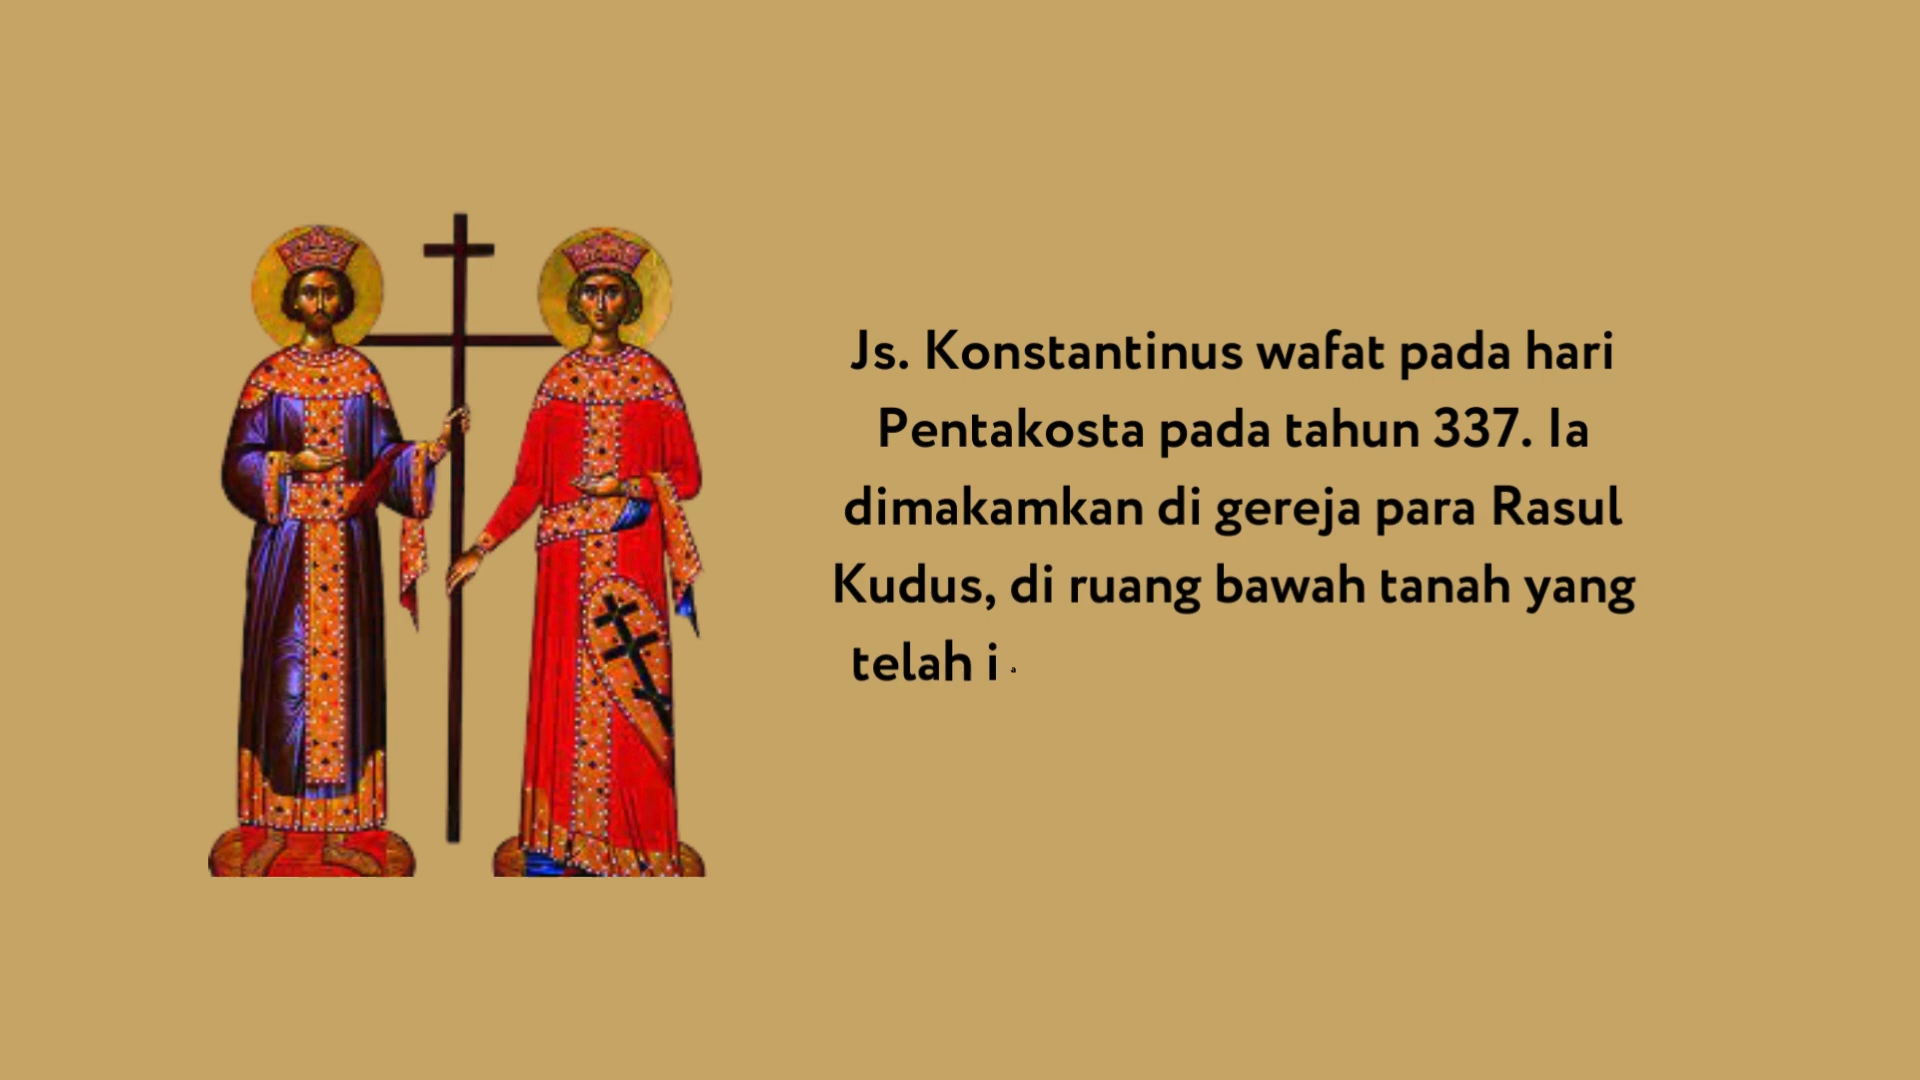 Js. Konstantinus wafat pada hari
Pentakosta pada tahun 337. Ia
dimakamkan di gereja para Rasul
Kudus, di ruang bawah tanah yang
telah i a